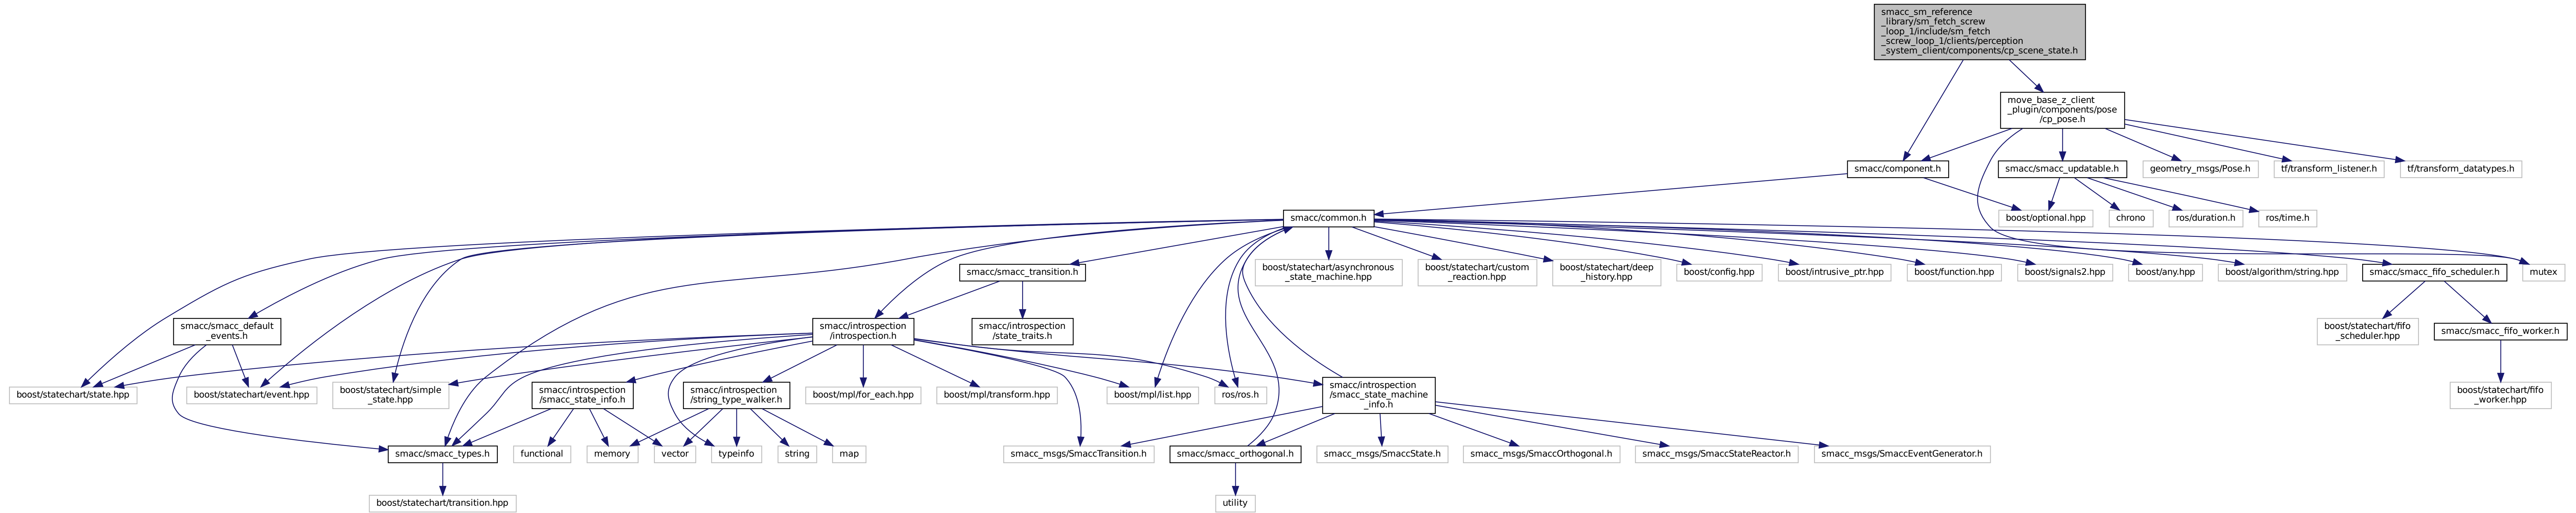 smacc_sm_reference
_library/sm_fetch_screw
_loop_1/include/sm_fetch
_screw_loop_1/clients/perception
_system_client/components/cp_scene_state.h
move_base_z_client
_plugin/components/pose
/cp_pose.h
smacc/component.h
smacc/smacc_updatable.h
geometry_msgs/Pose.h
tf/transform_listener.h
tf/transform_datatypes.h
smacc/common.h
boost/optional.hpp
chrono
ros/duration.h
ros/time.h
smacc/smacc_transition.h
boost/statechart/asynchronous
_state_machine.hpp
boost/statechart/custom
_reaction.hpp
boost/statechart/deep
_history.hpp
boost/config.hpp
boost/intrusive_ptr.hpp
boost/function.hpp
boost/signals2.hpp
boost/any.hpp
boost/algorithm/string.hpp
smacc/smacc_fifo_scheduler.h
mutex
smacc/smacc_default
_events.h
smacc/introspection
/introspection.h
smacc/introspection
/state_traits.h
boost/statechart/fifo
_scheduler.hpp
smacc/smacc_fifo_worker.h
boost/statechart/state.hpp
boost/statechart/event.hpp
boost/statechart/simple
_state.hpp
smacc/introspection
/smacc_state_info.h
smacc/introspection
/string_type_walker.h
boost/mpl/for_each.hpp
boost/mpl/transform.hpp
boost/mpl/list.hpp
ros/ros.h
smacc/introspection
/smacc_state_machine
_info.h
boost/statechart/fifo
_worker.hpp
smacc/smacc_types.h
functional
memory
vector
typeinfo
string
map
smacc_msgs/SmaccTransition.h
smacc/smacc_orthogonal.h
smacc_msgs/SmaccState.h
smacc_msgs/SmaccOrthogonal.h
smacc_msgs/SmaccStateReactor.h
smacc_msgs/SmaccEventGenerator.h
boost/statechart/transition.hpp
utility